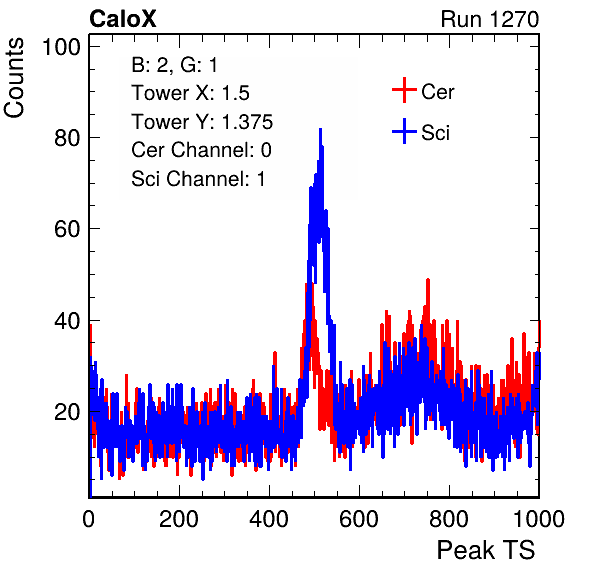 CaloX Run 1270
Counts
100
80
60
40
20
B: 2, G: 1
Tower X: 1.5
Tower Y: 1.375
Cer Channel: 0
Sci Channel: 1
Cer
Sci
0 200 400 600 800 1000
Peak TS